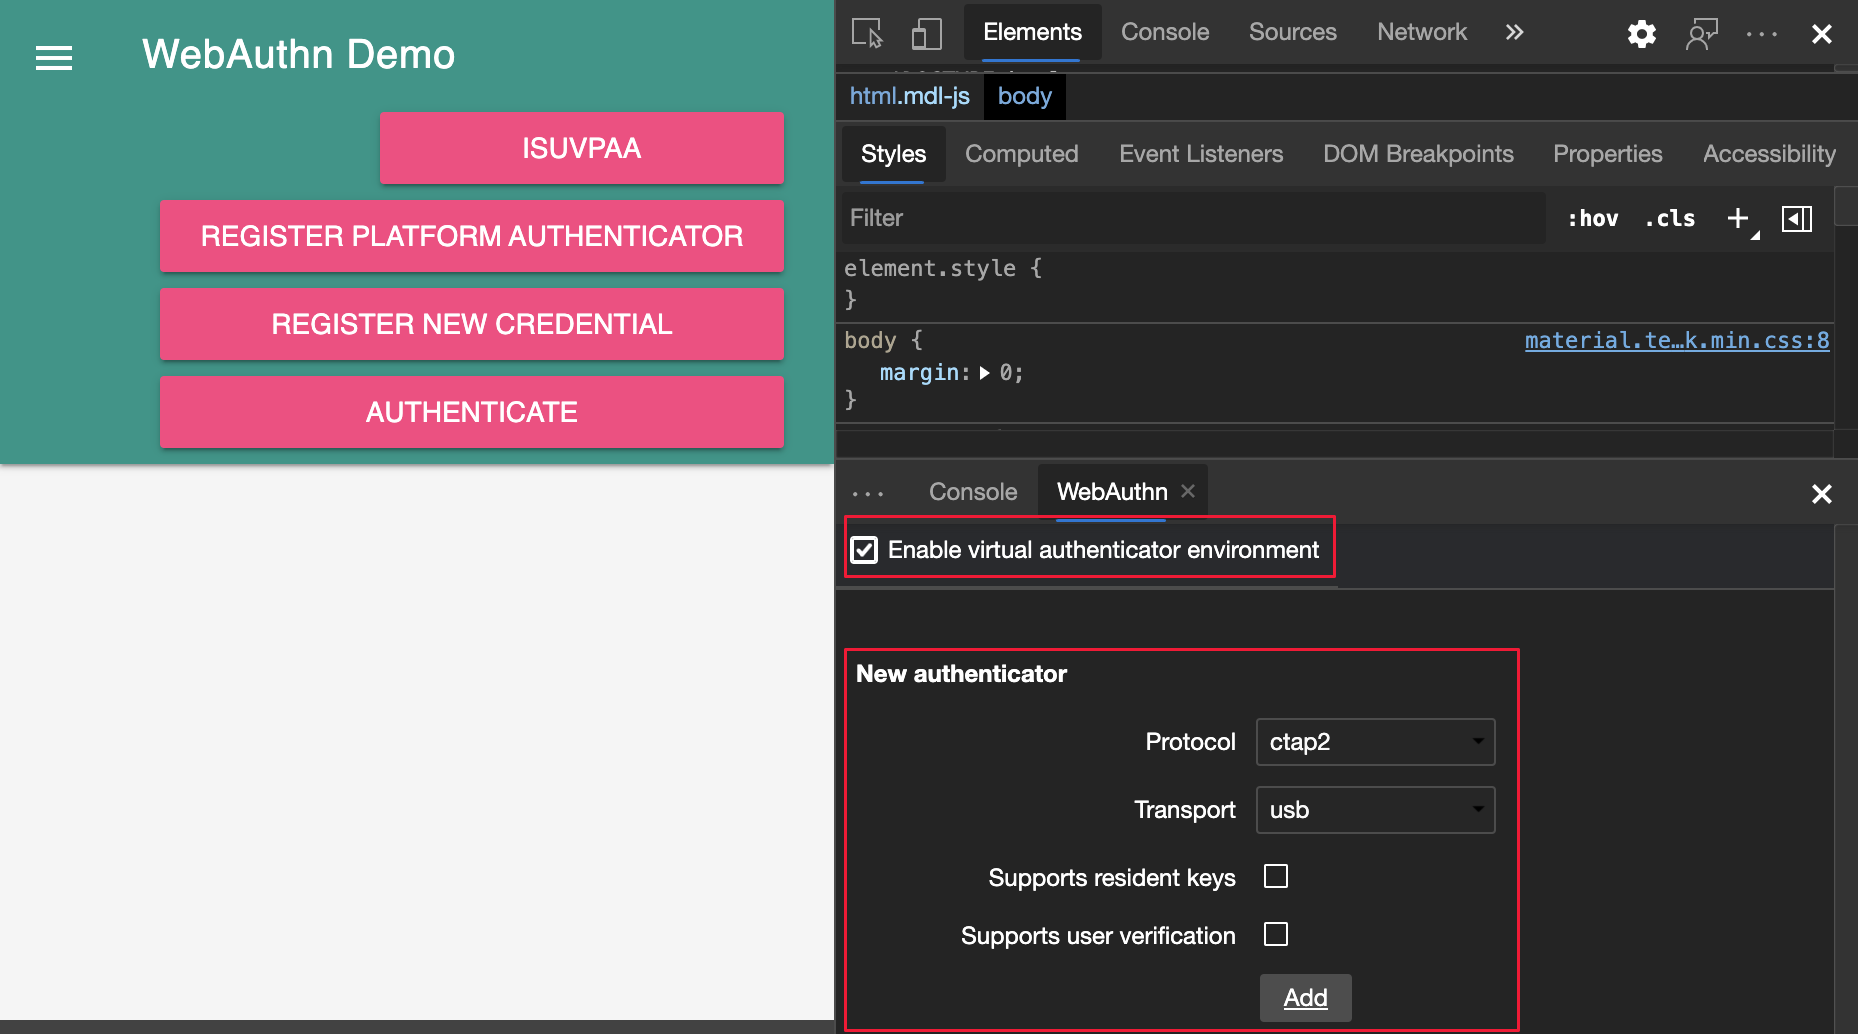 WebAuthn Demo
ISUVPAA
REGISTER PLATFORM AUTHENTICATOR
REGISTER NEW CREDENTIAL
AUTHENTICATE
Elements Console Sources Network
html.mdl-js body
Styles Computed Event Listeners DOM Breakpoints Properties Accessibility
Filter :hov .cls
element.style {
}
body { material.te…k.min.css:8
margin: 0;
}
Console WebAuthn
Enable virtual authenticator environment
New authenticator
Protocol ctap2
Transport usb
Supports resident keys
Supports user verification
Add